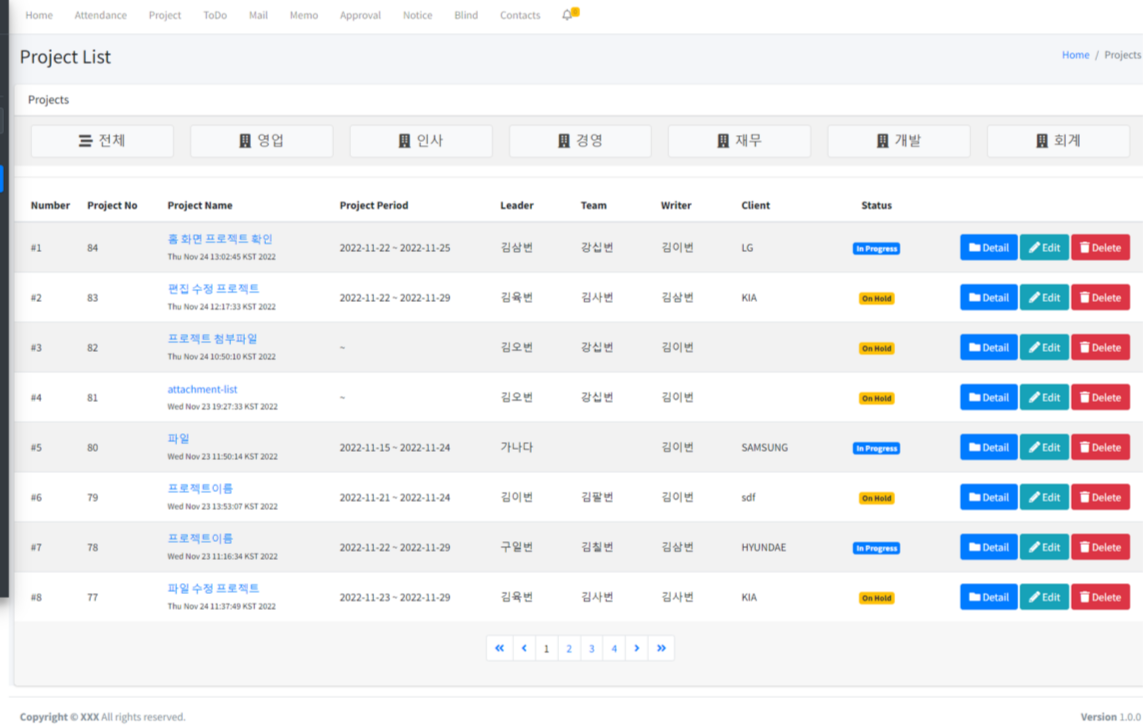 Home Attendance Project ToDo Mail Memo Approval Notice Blind Contacts
Project List
Home / Projects
Projects
전체 영업 인사 경영 재무 개발 회계
Number Project No Project Name Project Period Leader Team Writer Client Status
#1 84 홈 화면 프로젝트 확인 2022-11-22 ~ 2022-11-25 김삼번 강십번 김이번 LG In Progress Detail Edit Delete
Thu Nov 24 13:02:45 KST 2022
#2 83 편집 수정 프로젝트 2022-11-22 ~ 2022-11-29 김육번 김사번 김삼번 KIA On Hold Detail Edit Delete
Thu Nov 24 12:17:33 KST 2022
#3 82 프로젝트 첨부파일 ~ 김오번 강십번 김이번 On Hold Detail Edit Delete
Thu Nov 24 10:50:10 KST 2022
#4 81 attachment-list ~ 김오번 강십번 김이번 On Hold Detail Edit Delete
Wed Nov 23 19:27:33 KST 2022
#5 80 파일 2022-11-15 ~ 2022-11-24 가나다 김이번 SAMSUNG In Progress Detail Edit Delete
Wed Nov 23 11:50:14 KST 2022
#6 79 프로젝트이름 2022-11-21 ~ 2022-11-24 김이번 김팔번 김이번 sdf On Hold Detail Edit Delete
Wed Nov 23 13:53:07 KST 2022
#7 78 프로젝트이름 2022-11-22 ~ 2022-11-29 구일번 김칠번 김삼번 HYUNDAE In Progress Detail Edit Delete
Wed Nov 23 11:16:34 KST 2022
#8 77 파일 수정 프로젝트 2022-11-23 ~ 2022-11-29 김육번 김사번 김사번 KIA On Hold Detail Edit Delete
Thu Nov 24 11:37:49 KST 2022
« ‹ 1 2 3 4 › »
Copyright © XXX All rights reserved.
Version 1.0.0